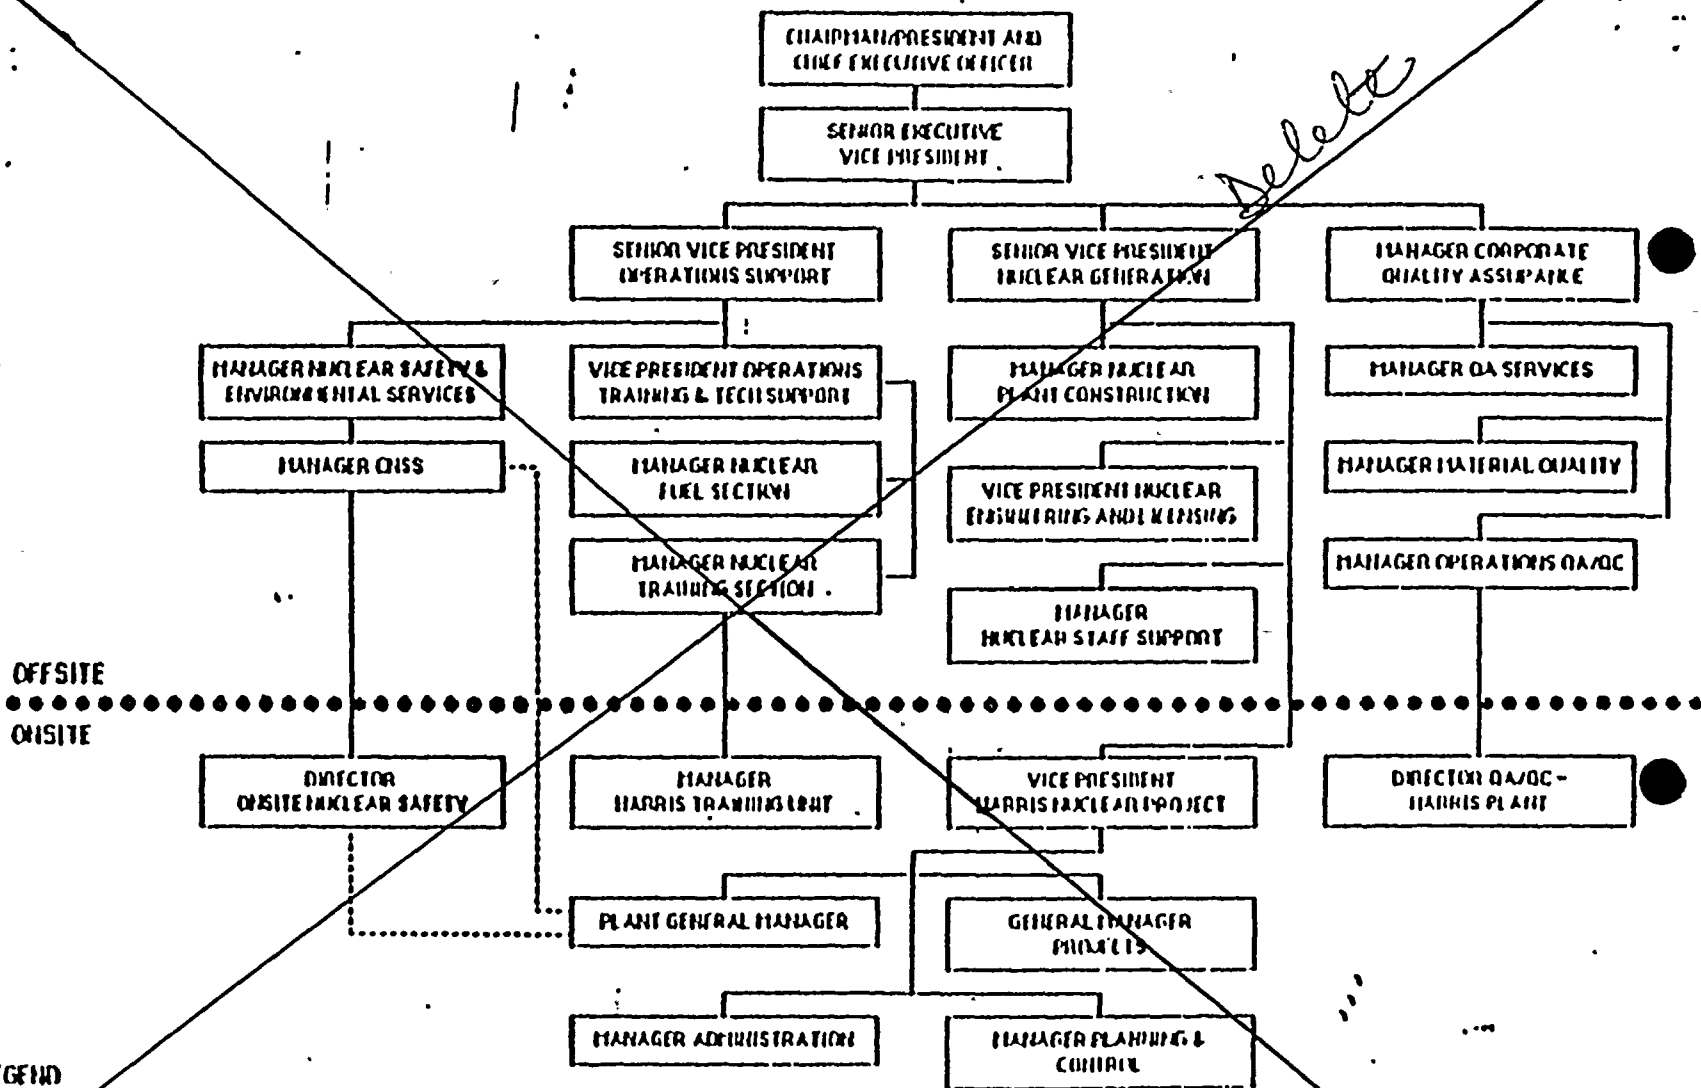 CHAIRMAN/PRESIDENT AND
CHIEF EXECUTIVE OFFICER
SENIOR EXECUTIVE
VICE PRESIDENT
Delete
SENIOR VICE PRESIDENT
OPERATIONS SUPPORT
SENIOR VICE PRESIDENT
NUCLEAR GENERATION
MANAGER CORPORATE
QUALITY ASSURANCE
MANAGER NUCLEAR SAFETY &
ENVIRONMENTAL SERVICES
VICE PRESIDENT OPERATIONS
TRAINING & TECH SUPPORT
MANAGER NUCLEAR
PLANT CONSTRUCTION
MANAGER QA SERVICES
MANAGER CNSS
MANAGER NUCLEAR
FUEL SECTION
VICE PRESIDENT NUCLEAR
ENGINEERING AND LICENSING
MANAGER MATERIAL QUALITY
MANAGER NUCLEAR
TRAINING SECTION
MANAGER
NUCLEAR STAFF SUPPORT
MANAGER OPERATIONS QA/QC
OFFSITE
ONSITE
DIRECTOR
ONSITE NUCLEAR SAFETY
MANAGER
HARRIS TRAINING UNIT
VICE PRESIDENT
HARRIS NUCLEAR PROJECT
DIRECTOR QA/QC -
HARRIS PLANT
PLANT GENERAL MANAGER
GENERAL MANAGER
PROJECTS
MANAGER ADMINISTRATION
MANAGER PLANNING &
CONTROL
EGEND